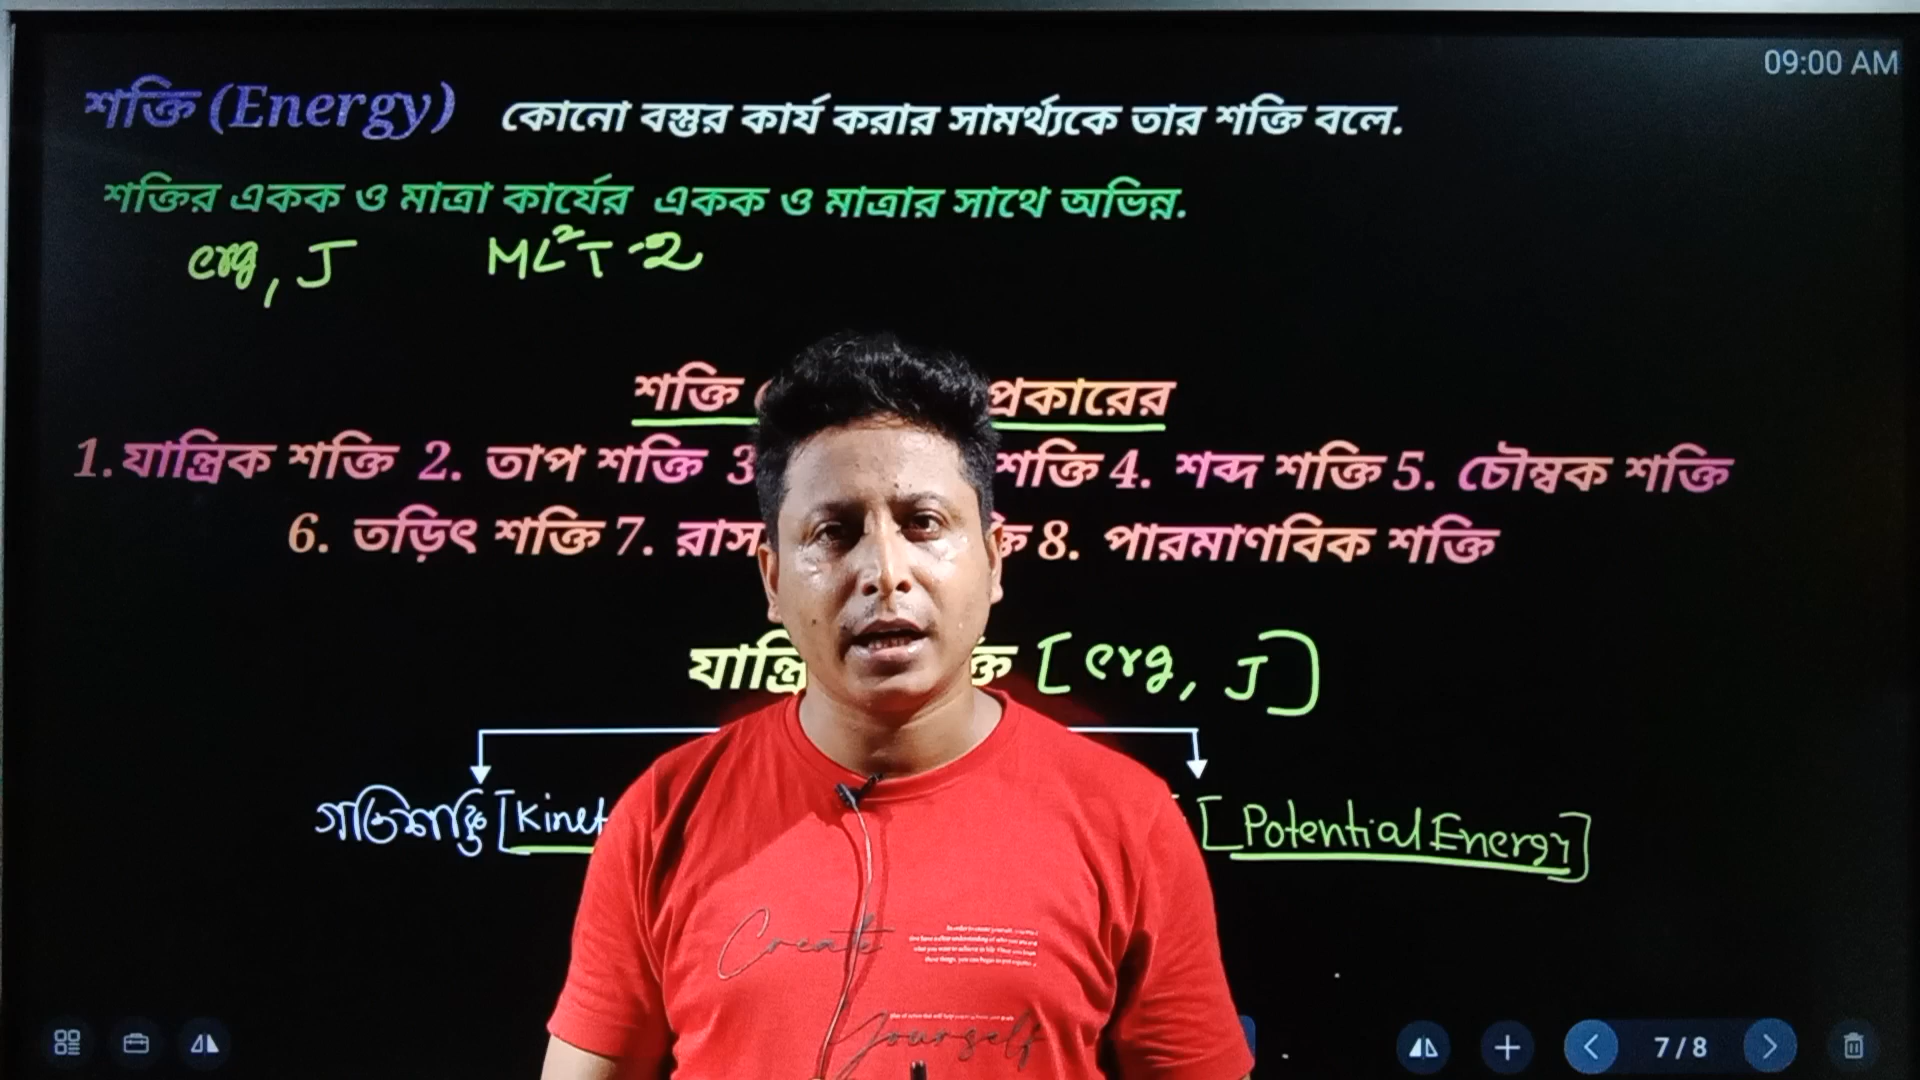 09:00 AM
শক্তি (Energy) কোনো বস্তুর কার্য করার সামর্থ্যকে তার শক্তি বলে.
শক্তির একক ও মাত্রা কার্যের একক ও মাত্রার সাথে অভিন্ন.
erg, J ML²T-2
শক্তি প্রকারের
1. যান্ত্রিক শক্তি 2. তাপ শক্তি 3 শক্তি 4. শব্দ শক্তি 5. চৌম্বক শক্তি
6. তড়িৎ শক্তি 7. রাস ক্তি 8. পারমাণবিক শক্তি
যান্ত্রি ক্তি [erg, J]
গতিশক্তি [Kinet [Potential Energy]
Create
Yourself
7 / 8